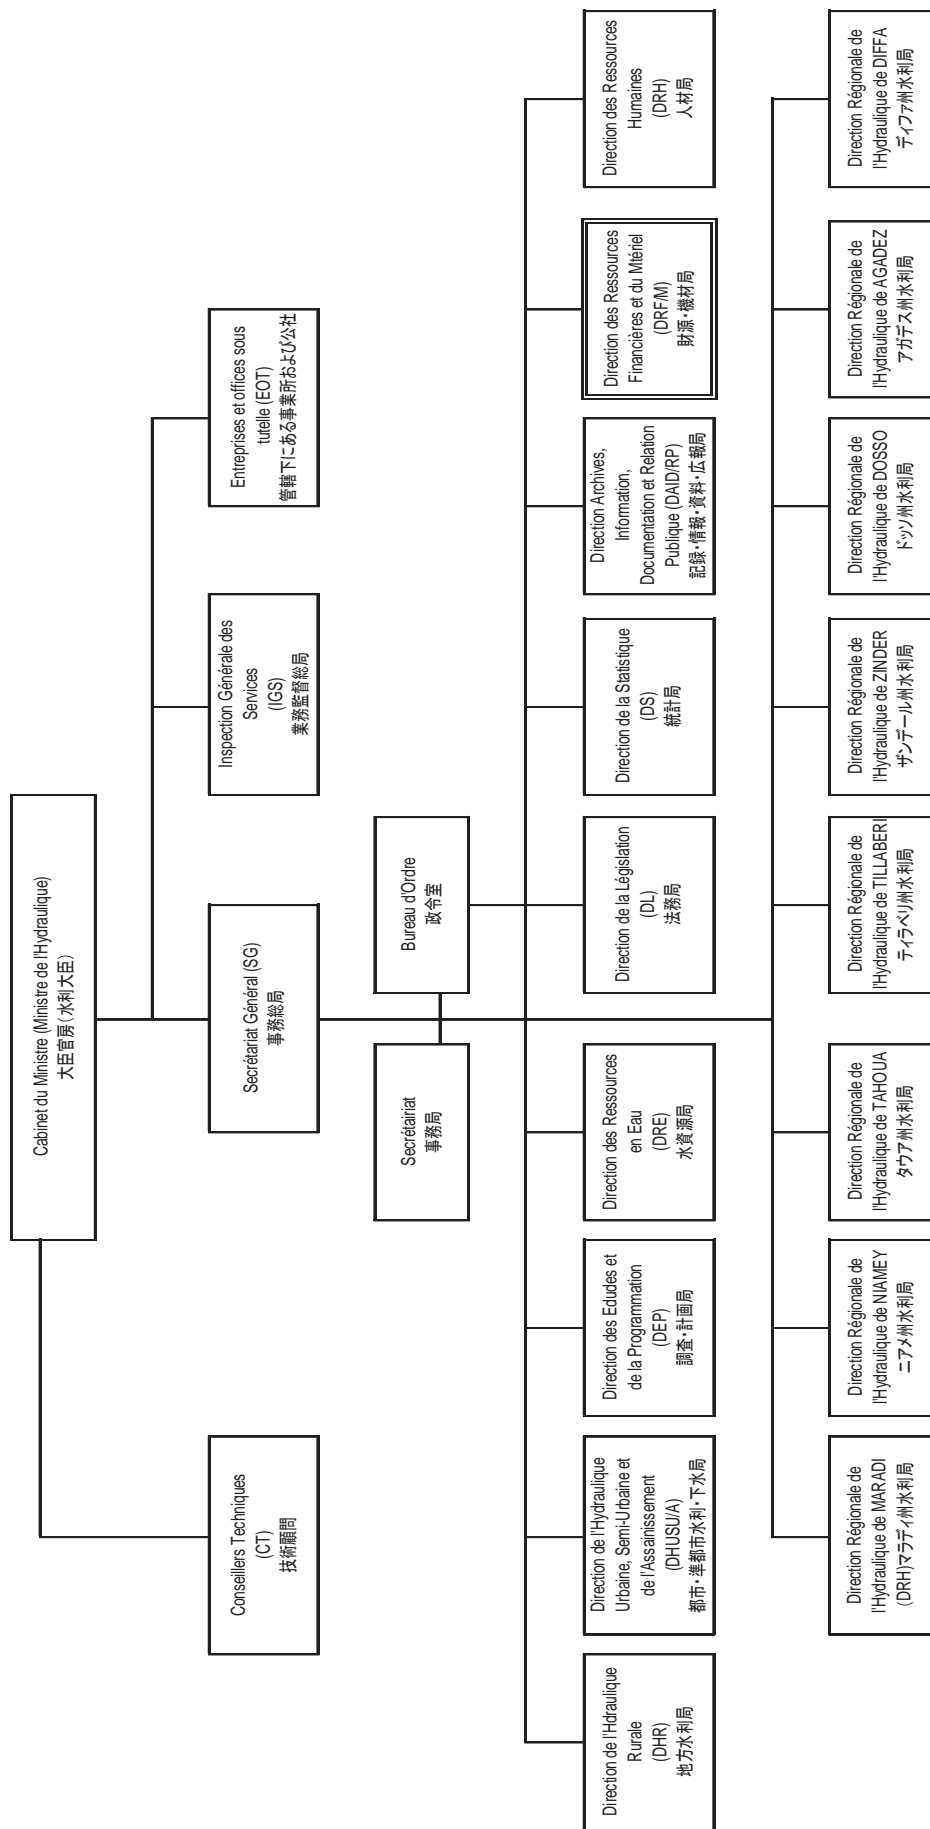 Cabinet du Ministre (Ministre de l'Hydraulique)
大臣官房（水利大臣）
Conseillers Techniques
(CT)
技術顧問
Secrétariat Général (SG)
事務総局
Inspection Générale des
Services
(IGS)
業務監督総局
Entreprises et offices sous
tutelle (EOT)
管轄下にある事業所および公社
Secrétairiat
事務局
Bureau d'Ordre
政令室
Direction de l'Hdraulique
Rurale
(DHR)
地方水利局
Direction de l'Hydraulique
Urbaine, Semi-Urbaine et
de l'Assainissement
(DHUSU/A)
都市・準都市水利・下水局
Direction des Edudes et
de la Programmation
(DEP)
調査・計画局
Direction des Ressources
en Eau
(DRE)
水資源局
Direction de la Législation
(DL)
法務局
Direction de la Statistique
(DS)
統計局
Direction Archives,
Information,
Documentation et Relation
Publique (DAID/RP)
記録・情報・資料・広報局
Direction des Ressources
Financières et du Mtériel
(DRF/M)
財源・機材局
Direction des Ressources
Humaines
(DRH)
人材局
Direction Régionale de
l'Hydraulique de MARADI
(DRH)マラディ州水利局
Direction Régionale de
l'Hydraulique de NIAMEY
ニアメ州水利局
Direction Régionale de
l'Hydraulique de TAHOUA
タウア州水利局
Direction Régionale de
l'Hydraulique de TILLABERI
ティラベリ州水利局
Direction Régionale de
l'Hydraulique de ZINDER
ザンデール州水利局
Direction Régionale de
l'Hydraulique de DOSSO
ドッソ州水利局
Direction Régionale de
l'Hydraulique de AGADEZ
アガデス州水利局
Direction Régionale de
l'Hydraulique de DIFFA
ディファ州水利局